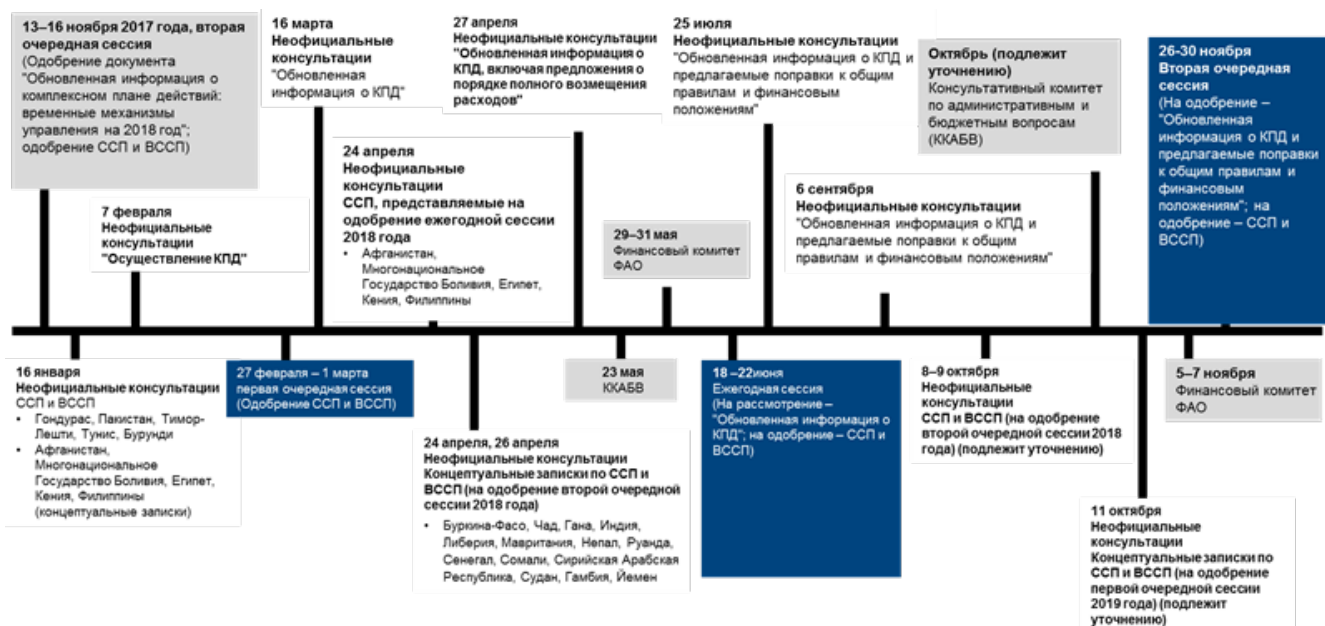 13–16 ноября 2017 года, вторая
очередная сессия
(Одобрение документа
"Обновленная информация о
комплексном плане действий:
временные механизмы
управления на 2018 год";
одобрение ССП и ВССП)
16 марта
Неофициальные
консультации
"Обновленная
информация о КПД"
27 апреля
Неофициальные консультации
"Обновленная информация о
КПД, включая предложения о
порядке полного возмещения
расходов"
25 июля
Неофициальные консультации
"Обновленная информация о КПД и
предлагаемые поправки к общим
правилам и финансовым
положениям"
Октябрь (подлежит
уточнению)
Консультативный комитет
по административным и
бюджетным вопросам
(ККАБВ)
26-30 ноября
Вторая очередная
сессия
(На одобрение –
"Обновленная
информация о КПД и
предлагаемые поправки
к общим правилам и
финансовым
положениям"; на
одобрение – ССП и
ВССП)
7 февраля
Неофициальные
консультации
"Осуществление КПД"
24 апреля
Неофициальные
консультации
ССП, представляемые на
одобрение ежегодной сессии
2018 года
• Афганистан,
Многонациональное
Государство Боливия, Египет,
Кения, Филиппины
29–31 мая
Финансовый комитет
ФАО
6 сентября
Неофициальные консультации
"Обновленная информация о КПД и
предлагаемые поправки к общим
правилам и финансовым положениям"
16 января
Неофициальные консультации
ССП и ВССП
• Гондурас, Пакистан, Тимор-
Лешти, Тунис, Бурунди
• Афганистан,
Многонациональное
Государство Боливия, Египет,
Кения, Филиппины
(концептуальные записки)
27 февраля – 1 марта
первая очередная сессия
(Одобрение ССП и ВССП)
24 апреля, 26 апреля
Неофициальные консультации
Концептуальные записки по ССП и
ВССП (на одобрение второй очередной
сессии 2018 года)
• Буркина-Фасо, Чад, Гана, Индия,
Либерия, Мавритания, Непал, Руанда,
Сенегал, Сомали, Сирийская Арабская
Республика, Судан, Гамбия, Йемен
23 мая
ККАБВ
18 –22июня
Ежегодная сессия
(На рассмотрение –
"Обновленная информация о
КПД"; на одобрение – ССП и
ВССП)
8–9 октября
Неофициальные
консультации
ССП и ВССП (на одобрение
второй очередной сессии 2018
года) (подлежит уточнению)
5–7 ноября
Финансовый комитет
ФАО
11 октября
Неофициальные
консультации
Концептуальные записки по
ССП и ВССП (на одобрение
первой очередной сессии
2019 года) (подлежит
уточнению)